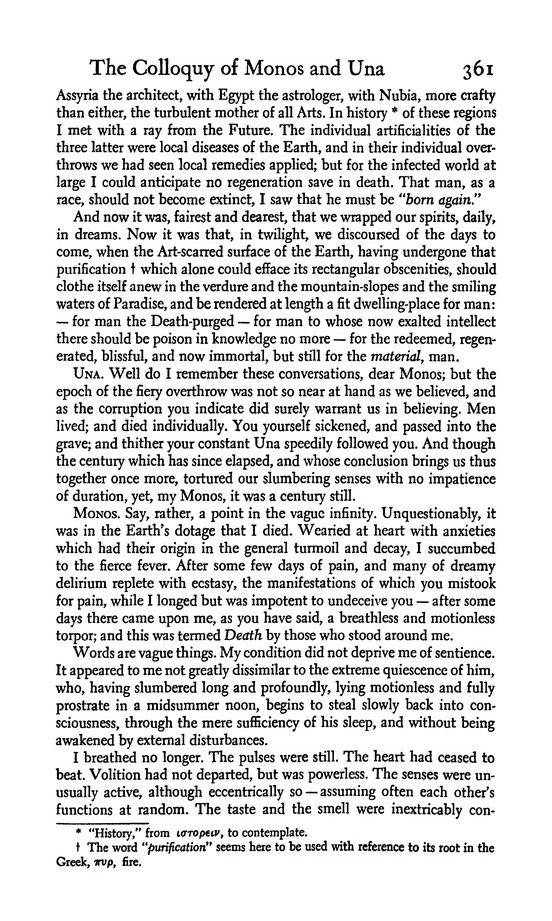 The Colloquy of Monos and Una 361
Assyria the architect, with Egypt the astrologer, with Nubia, more crafty
than either, the turbulent mother of all Arts. In history * of these regions
I met with a ray from the Future. The individual artificialities of the
three latter were local diseases of the Earth, and in their individual over-
throws we had seen local remedies applied; but for the infected world at
large I could anticipate no regeneration save in death. That man, as a
race, should not become extinct, I saw that he must be “born again.”
And now it was, fairest and dearest, that we wrapped our spirits, daily,
in dreams. Now it was that, in twilight, we discoursed of the days to
come, when the Art-scarred surface of the Earth, having undergone that
purification † which alone could efface its rectangular obscenities, should
clothe itself anew in the verdure and the mountain-slopes and the smiling
waters of Paradise, and be rendered at length a fit dwelling-place for man:
— for man the Death-purged — for man to whose now exalted intellect
there should be poison in knowledge no more — for the redeemed, regen-
erated, blissful, and now immortal, but still for the material, man.
UNA. Well do I remember these conversations, dear Monos; but the
epoch of the fiery overthrow was not so near at hand as we believed, and
as the corruption you indicate did surely warrant us in believing. Men
lived; and died individually. You yourself sickened, and passed into the
grave; and thither your constant Una speedily followed you. And though
the century which has since elapsed, and whose conclusion brings us thus
together once more, tortured our slumbering senses with no impatience
of duration, yet, my Monos, it was a century still.
MONOS. Say, rather, a point in the vague infinity. Unquestionably, it
was in the Earth’s dotage that I died. Wearied at heart with anxieties
which had their origin in the general turmoil and decay, I succumbed
to the fierce fever. After some few days of pain, and many of dreamy
delirium replete with ecstasy, the manifestations of which you mistook
for pain, while I longed but was impotent to undeceive you — after some
days there came upon me, as you have said, a breathless and motionless
torpor; and this was termed Death by those who stood around me.
Words are vague things. My condition did not deprive me of sentience.
It appeared to me not greatly dissimilar to the extreme quiescence of him,
who, having slumbered long and profoundly, lying motionless and fully
prostrate in a midsummer noon, begins to steal slowly back into con-
sciousness, through the mere sufficiency of his sleep, and without being
awakened by external disturbances.
I breathed no longer. The pulses were still. The heart had ceased to
beat. Volition had not departed, but was powerless. The senses were un-
usually active, although eccentrically so — assuming often each other’s
functions at random. The taste and the smell were inextricably con-
* “History,” from ιστορειν, to contemplate.
† The word “purification” seems here to be used with reference to its root in the
Greek, πυρ, fire.